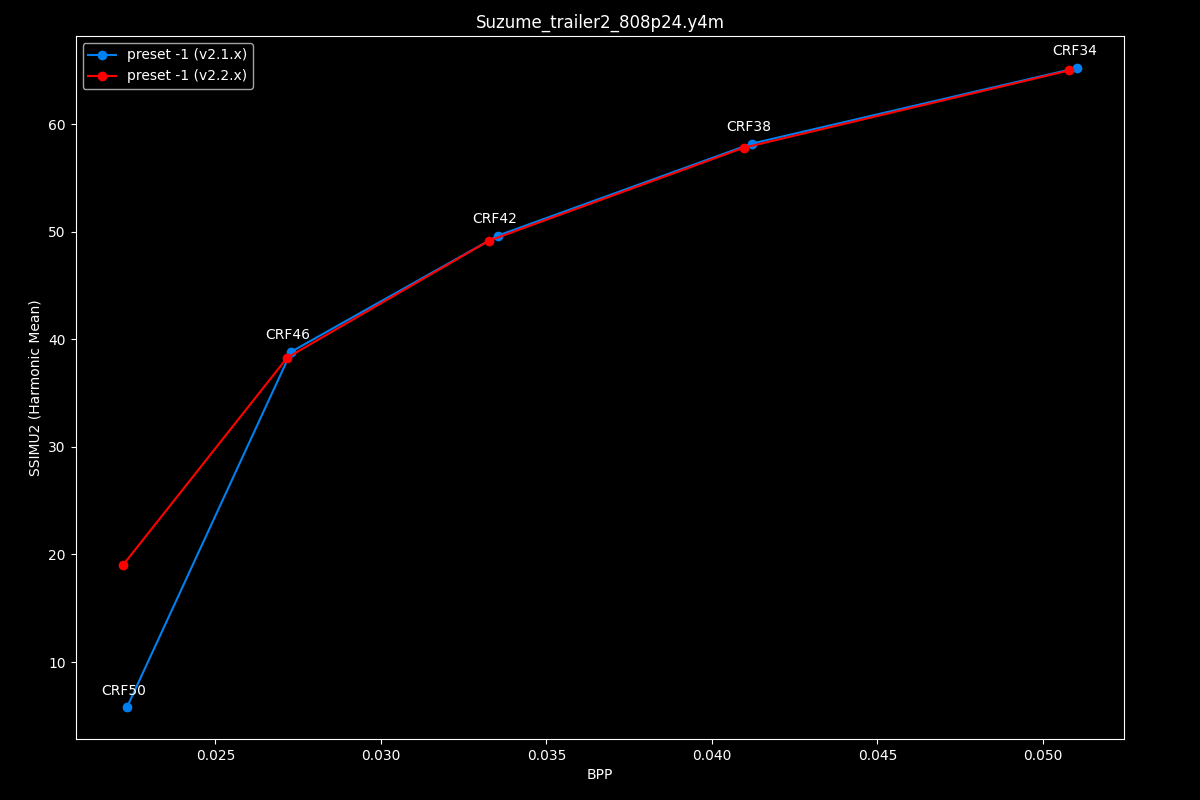 Suzume_trailer2_808p24.y4m
preset -1 (v2.1.x)
preset -1 (v2.2.x)
CRF34
CRF38
CRF42
CRF46
CRF50
60
50
40
30
20
10
SSIMU2 (Harmonic Mean)
0.025 0.030 0.035 0.040 0.045 0.050
BPP